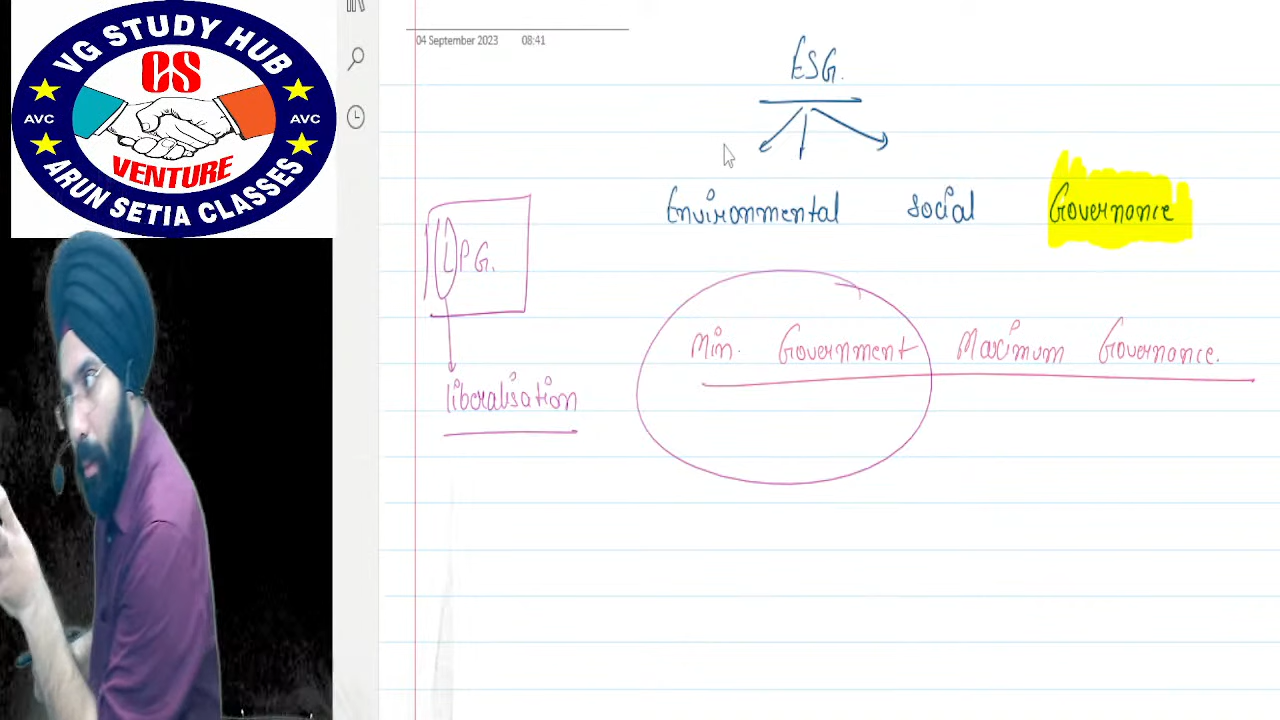 VG STUDY HUB
CS
AVC
AVC
VENTURE
ARUN SETIA CLASSES
04 September 2023 08:41
ESG.
Environmental Social Governance
LPG.
Min. Government Maximum Governance.
liberalisation